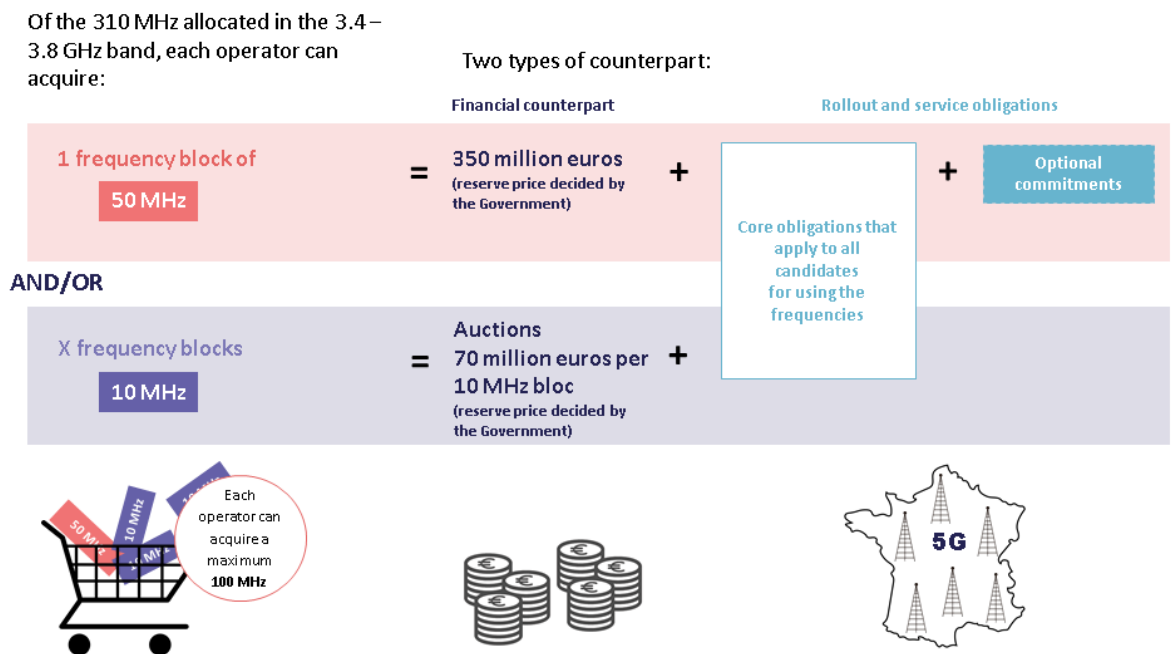 Of the 310 MHz allocated in the 3.4 –
3.8 GHz band, each operator can
acquire:
Two types of counterpart:
Financial counterpart
Rollout and service obligations
1 frequency block of
50 MHz
=
350 million euros
(reserve price decided by
the Government)
+
Core obligations that
apply to all
candidates
for using the
frequencies
+
Optional
commitments
AND/OR
X frequency blocks
10 MHz
=
Auctions
70 million euros per
10 MHz bloc
(reserve price decided by
the Government)
+
50 MHz
10 MHz
10 MHz
Each
operator can
acquire a
maximum
100 MHz
€
€
€
€
€
€
5G